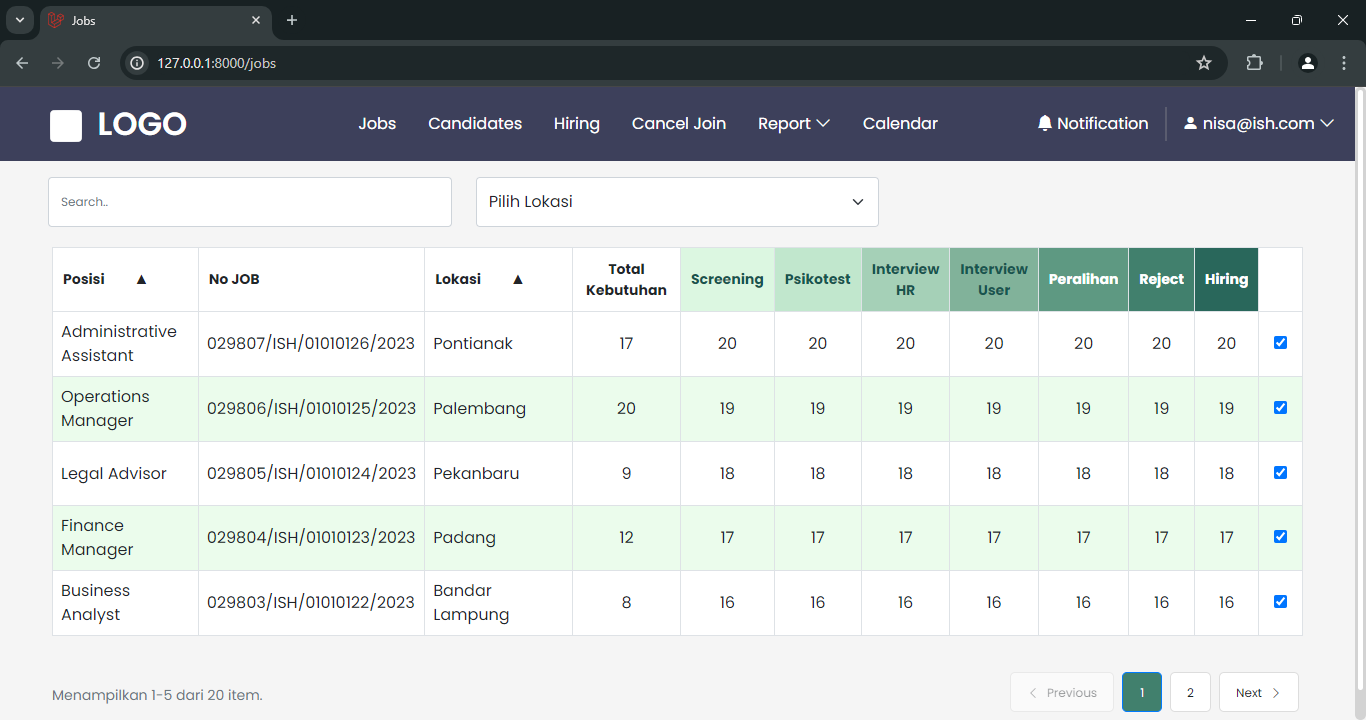 Jobs
127.0.0.1:8000/jobs
LOGO Jobs Candidates Hiring Cancel Join Report Calendar Notification nisa@ish.com
Search.. Pilih Lokasi
Posisi ▲ No JOB Lokasi ▲ Total Kebutuhan Screening Psikotest Interview HR Interview User Peralihan Reject Hiring
Administrative Assistant 029807/ISH/01010126/2023 Pontianak 17 20 20 20 20 20 20 20
Operations Manager 029806/ISH/01010125/2023 Palembang 20 19 19 19 19 19 19 19
Legal Advisor 029805/ISH/01010124/2023 Pekanbaru 9 18 18 18 18 18 18 18
Finance Manager 029804/ISH/01010123/2023 Padang 12 17 17 17 17 17 17 17
Business Analyst 029803/ISH/01010122/2023 Bandar Lampung 8 16 16 16 16 16 16 16
Menampilkan 1-5 dari 20 item. Previous 1 2 Next